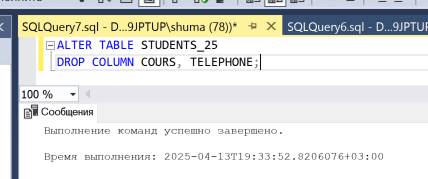 SQLQuery7.sql - D...9JPTUP\shuma (78))*
SQLQuery6.sql - D...9JPTU
ALTER TABLE STUDENTS_25
DROP COLUMN COURS, TELEPHONE;
100 %
Сообщения
Выполнение команд успешно завершено.
Время выполнения: 2025-04-13T19:33:52.8206076+03:00